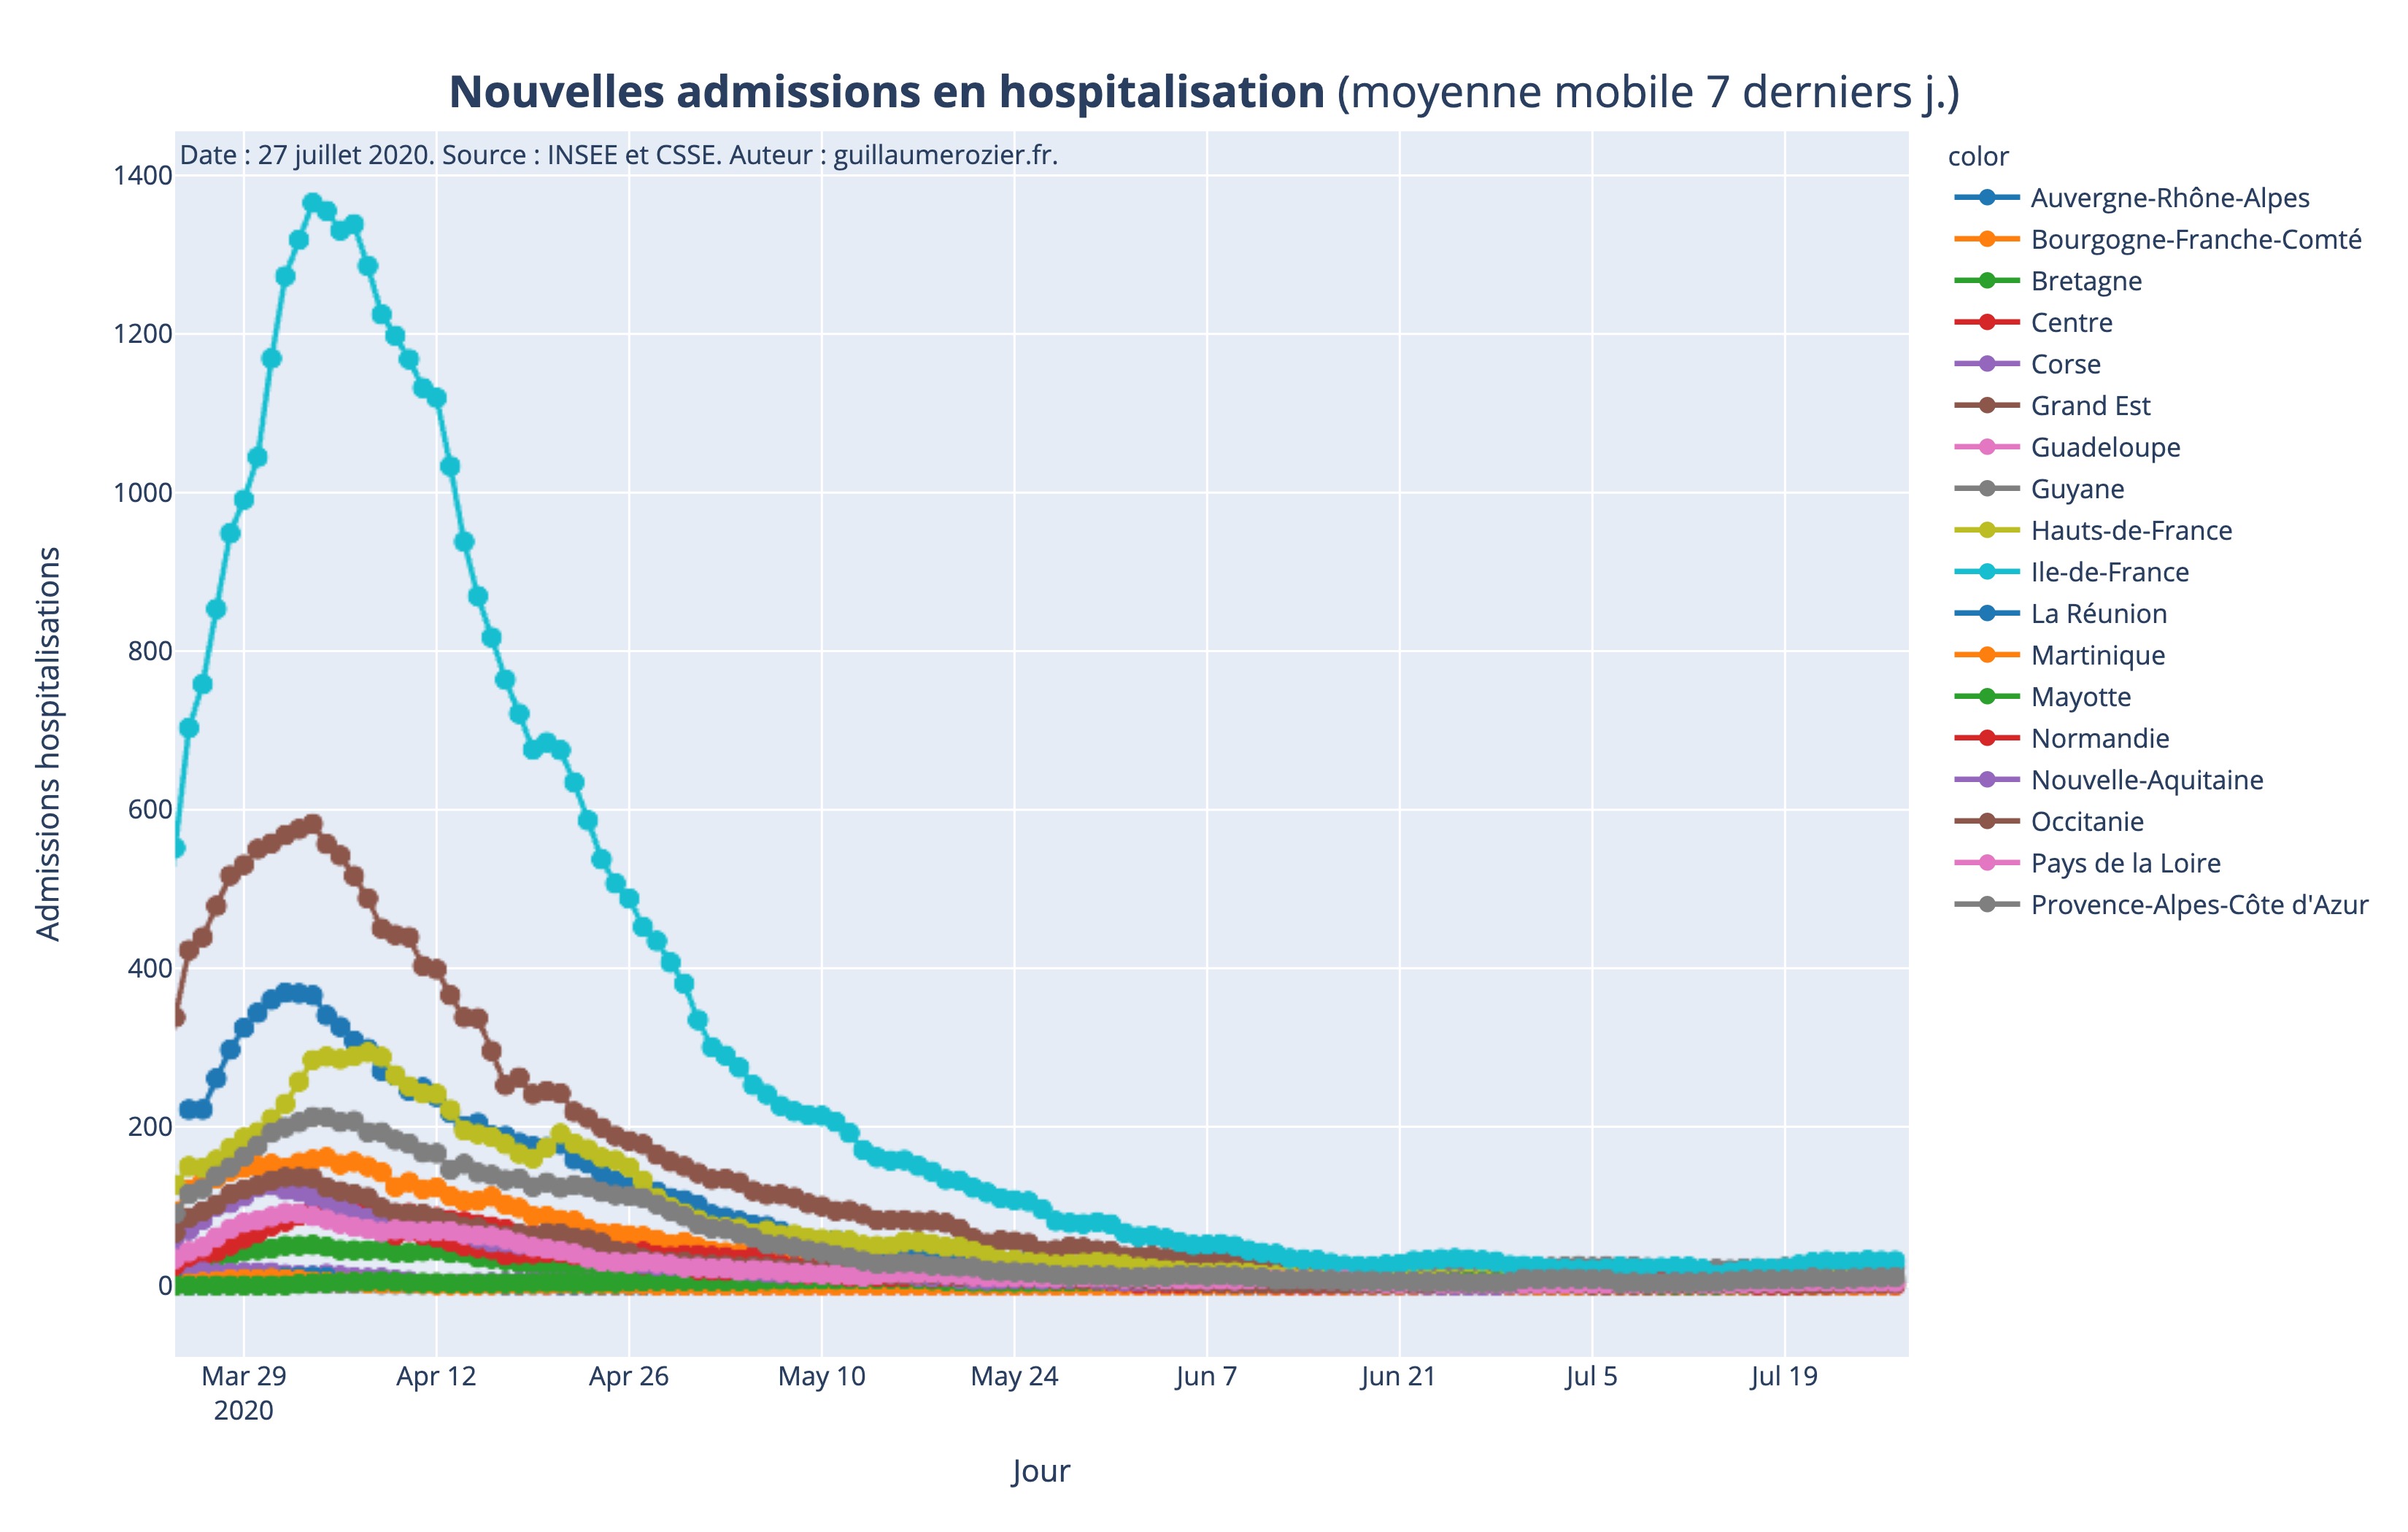 Nouvelles admissions en hospitalisation (moyenne mobile 7 derniers j.)
Date : 27 juillet 2020. Source : INSEE et CSSE. Auteur : guillaumerozier.fr.
1400
1200
1000
800
600
400
200
0
Admissions hospitalisations
Mar 29
2020
Apr 12
Apr 26
May 10
May 24
Jun 7
Jun 21
Jul 5
Jul 19
Jour
color
Auvergne-Rhône-Alpes
Bourgogne-Franche-Comté
Bretagne
Centre
Corse
Grand Est
Guadeloupe
Guyane
Hauts-de-France
Ile-de-France
La Réunion
Martinique
Mayotte
Normandie
Nouvelle-Aquitaine
Occitanie
Pays de la Loire
Provence-Alpes-Côte d'Azur